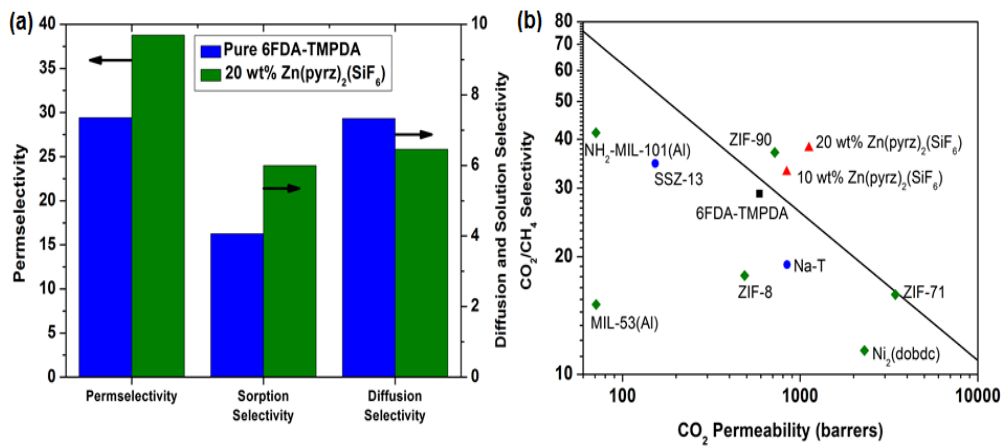 (a)
40
35
30
25
20
15
10
5
0
Permselectivity
10
8
6
4
2
0
Diffusion and Solution Selectivity
Pure 6FDA-TMPDA
20 wt% Zn(pyrz)₂(SiF₆)
Permselectivity
Sorption
Selectivity
Diffusion
Selectivity
(b)
80
70
60
50
40
30
20
10
CO₂/CH₄ Selectivity
NH₂-MIL-101(Al)
ZIF-90
20 wt% Zn(pyrz)₂(SiF₆)
SSZ-13
10 wt% Zn(pyrz)₂(SiF₆)
6FDA-TMPDA
Na-T
ZIF-8
ZIF-71
MIL-53(Al)
Ni₂(dobdc)
100
1000
10000
CO₂ Permeability (barrers)